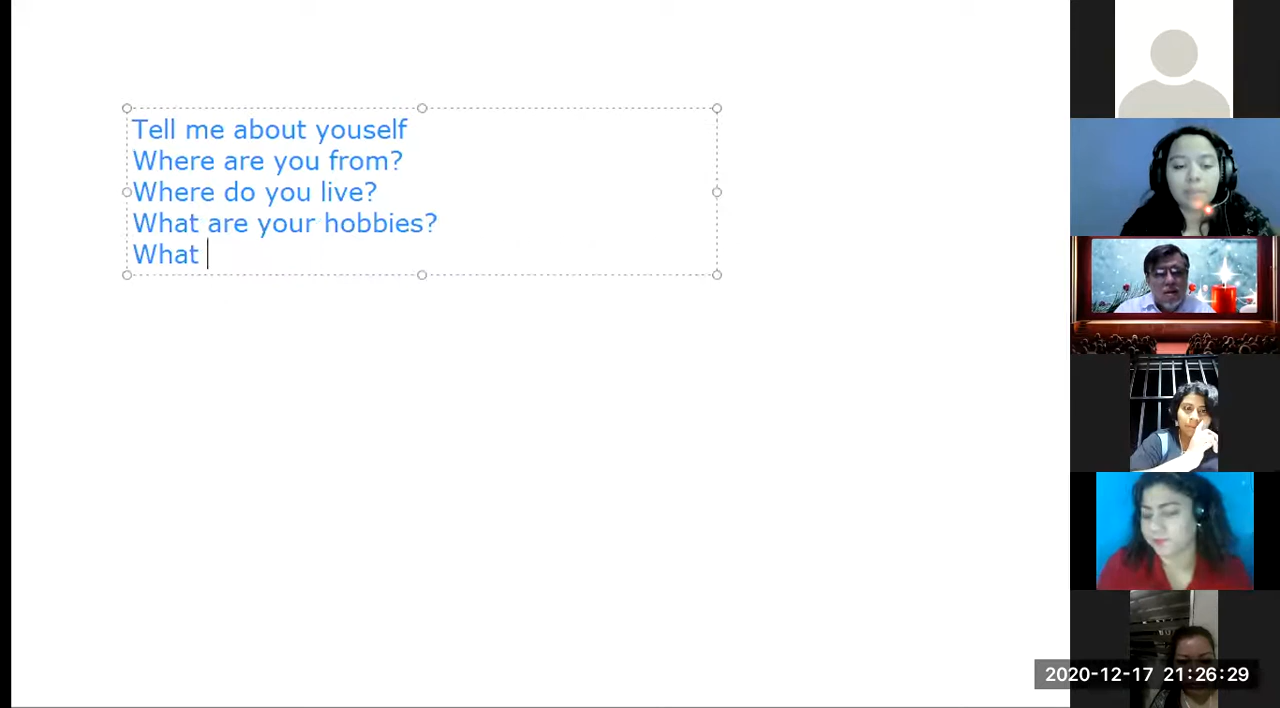 Tell me about youself
Where are you from?
Where do you live?
What are your hobbies?
What
2020-12-17 21:26:29